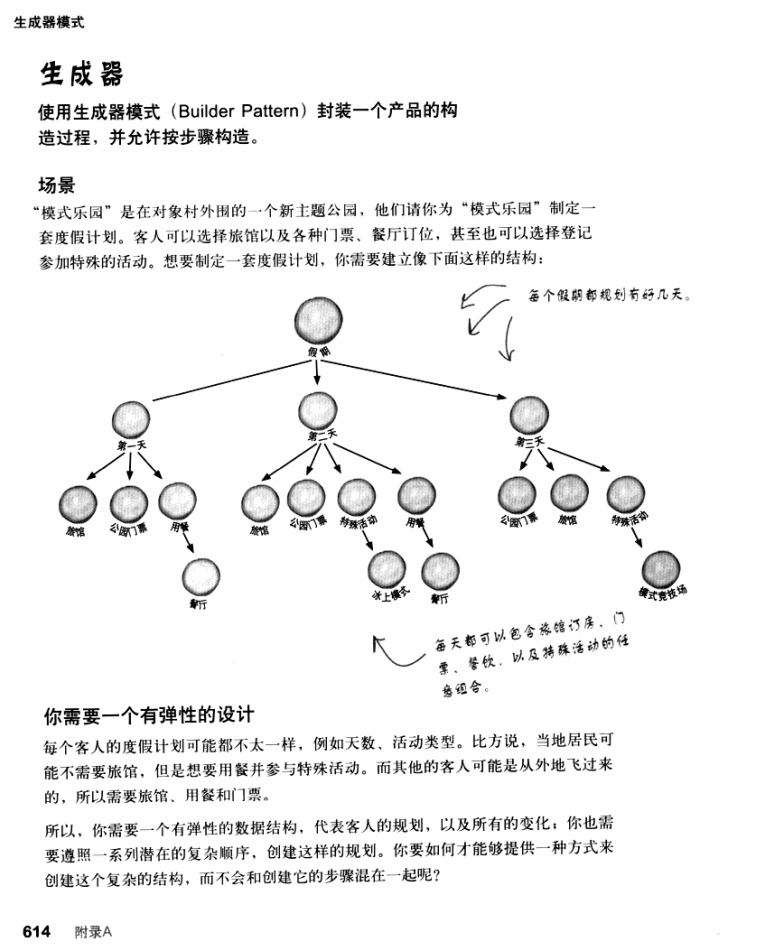 生成器模式
生成器
使用生成器模式（Builder Pattern）封装一个产品的构
造过程，并允许按步骤构造。
场景
“模式乐园”是在对象村外围的一个新主题公园，他们请你为“模式乐园”制定一
套度假计划。客人可以选择旅馆以及各种门票、餐厅订位，甚至也可以选择登记
参加特殊的活动。想要制定一套度假计划，你需要建立像下面这样的结构：
每个假期都规划有好几天。
假期
第一天
第二天
第三天
旅馆
公园门票
用餐
旅馆
公园门票
特殊活动
用餐
公园门票
旅馆
特殊活动
餐厅
冰上模式
餐厅
模式竞技场
每天都可以包含旅馆订房、门
票、餐饮，以及特殊活动的任
意组合。
你需要一个有弹性的设计
每个客人的度假计划可能都不太一样，例如天数、活动类型。比方说，当地居民可
能不需要旅馆，但是想要用餐并参与特殊活动。而其他的客人可能是从外地飞过来
的，所以需要旅馆、用餐和门票。
所以，你需要一个有弹性的数据结构，代表客人的规划，以及所有的变化；你也需
要遵照一系列潜在的复杂顺序，创建这样的规划。你要如何才能够提供一种方式来
创建这个复杂的结构，而不会和创建它的步骤混在一起呢？
614 附录A